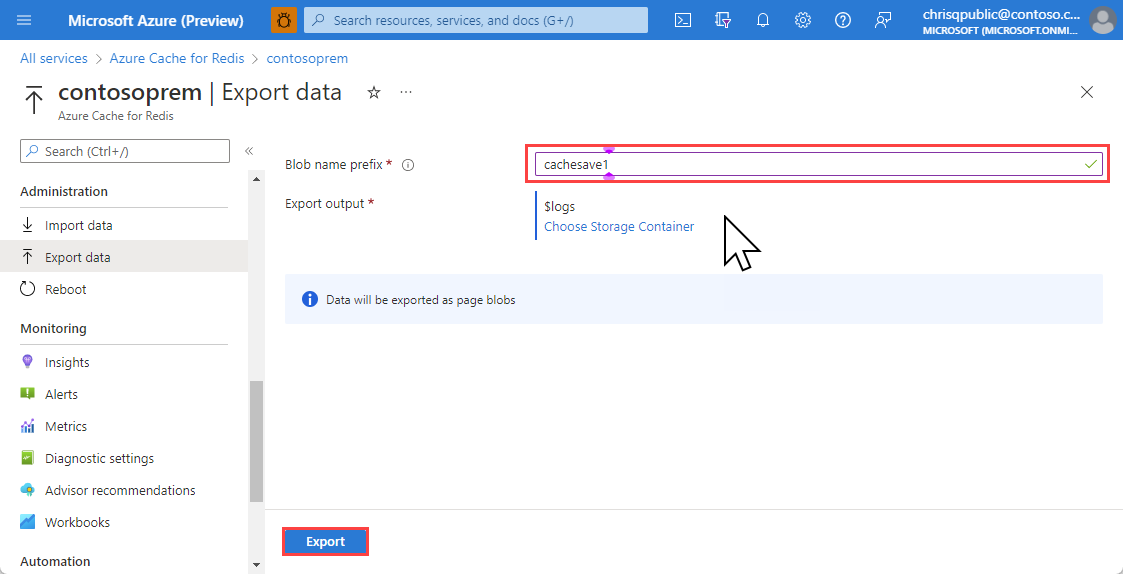 Microsoft Azure (Preview)
Search resources, services, and docs (G+/)
chrisqpublic@contoso.c...
MICROSOFT (MICROSOFT.ONMI...
All services > Azure Cache for Redis > contosoprem
contosoprem | Export data
Azure Cache for Redis
Search (Ctrl+/)
Administration
Import data
Export data
Reboot
Monitoring
Insights
Alerts
Metrics
Diagnostic settings
Advisor recommendations
Workbooks
Automation
Blob name prefix *
cachesave1
Export output *
$logs
Choose Storage Container
Data will be exported as page blobs
Export